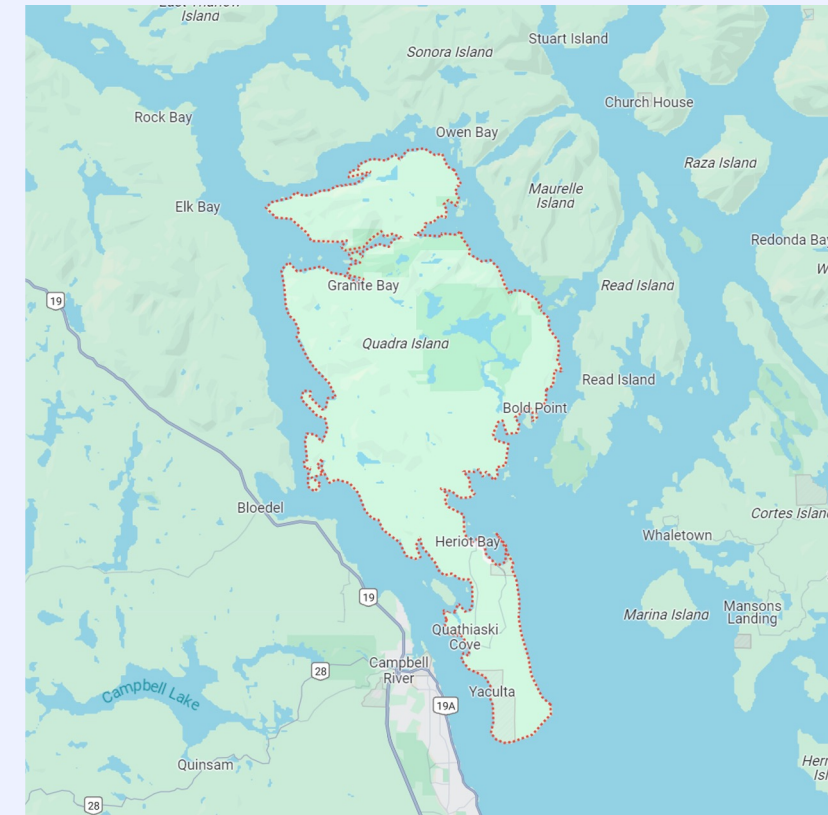 Island
Sonora Island
Stuart Island
Church House
Rock Bay
Owen Bay
Raza Island
Maurelle
Island
Elk Bay
Redonda Bay
Granite Bay
Read Island
19
Quadra Island
Read Island
Bold Point
Bloedel
Cortes Island
Whaletown
Heriot Bay
19
Marina Island
Mansons
Landing
Quathiaski
Cove
28
Campbell
River
Yaculta
Campbell Lake
19A
Quinsam
28